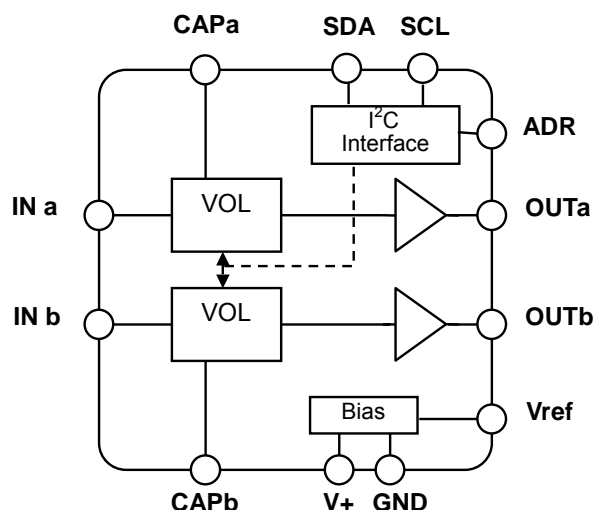 CAPa
SDA
SCL
I²C
Interface
ADR
IN a
VOL
OUTa
IN b
VOL
OUTb
Bias
Vref
CAPb
V+
GND